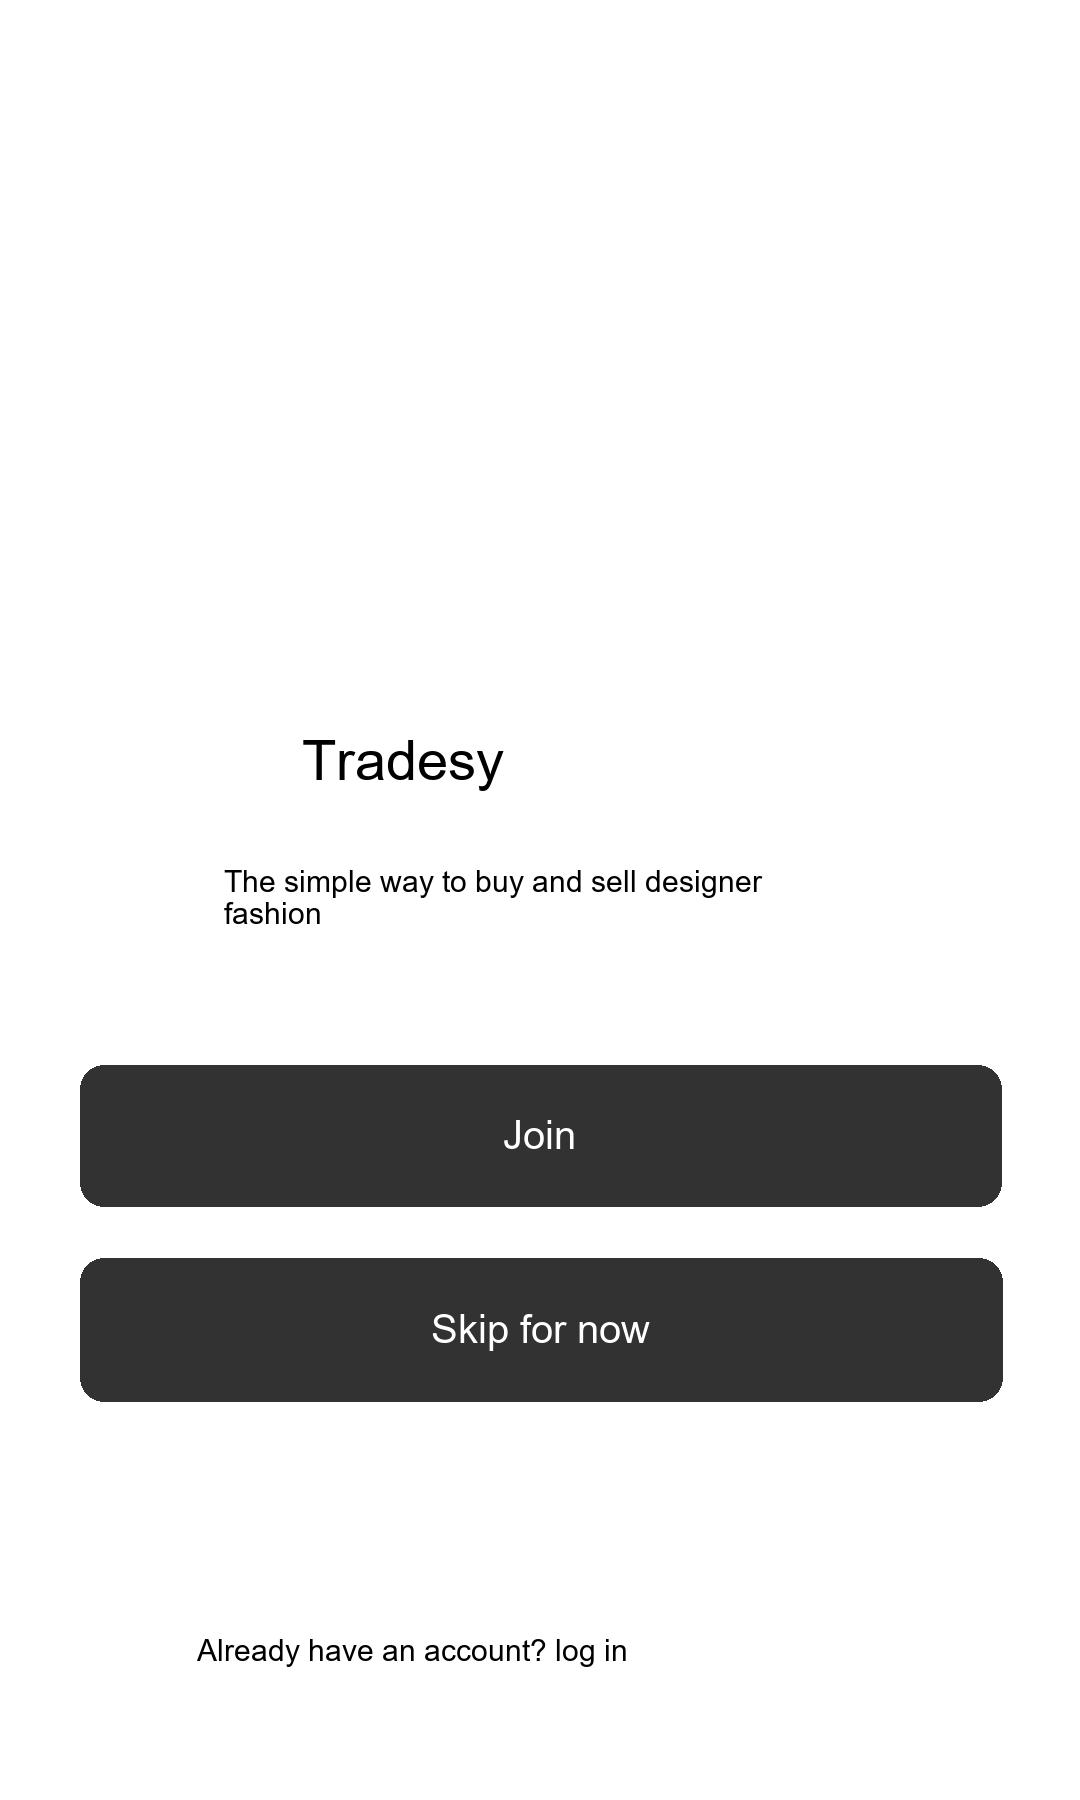 Tradesy
The simple way to buy and sell designer
fashion
Join
Skip for now
Already have an account? log in